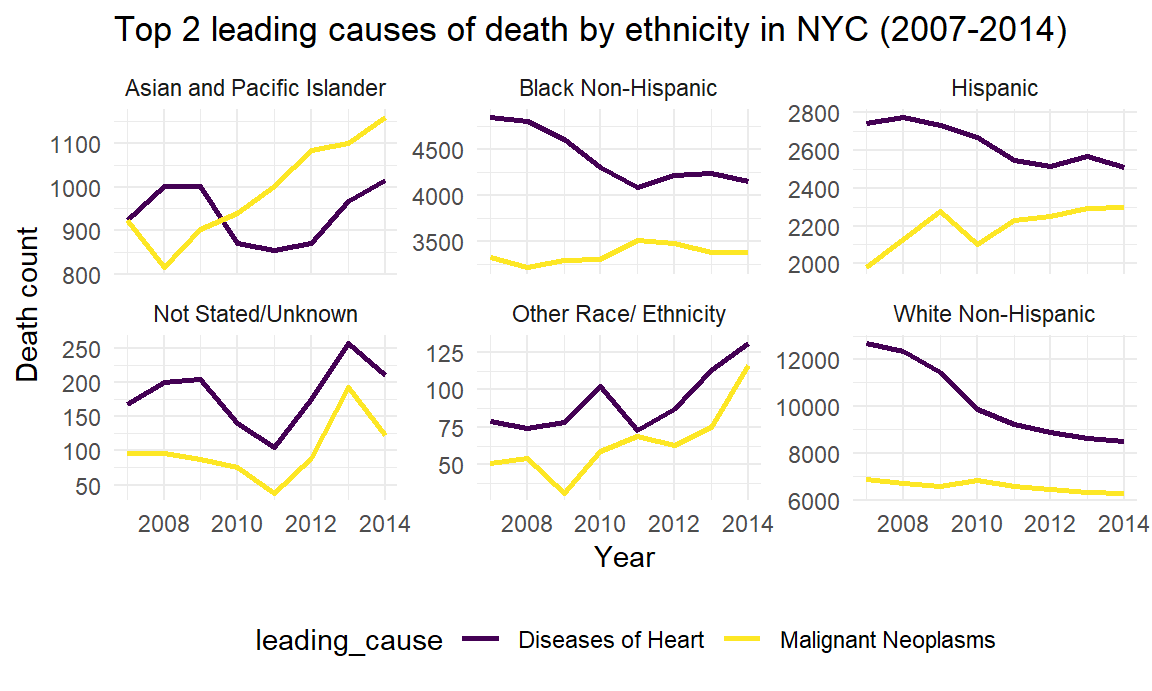 Top 2 leading causes of death by ethnicity in NYC (2007-2014)
Asian and Pacific Islander
Black Non-Hispanic
Hispanic
1100
1000
900
800
4500
4000
3500
2800
2600
2400
2200
2000
Death count
Not Stated/Unknown
Other Race/ Ethnicity
White Non-Hispanic
250
200
150
100
50
125
100
75
50
12000
10000
8000
6000
2008 2010 2012 2014
2008 2010 2012 2014
2008 2010 2012 2014
Year
leading_cause Diseases of Heart Malignant Neoplasms